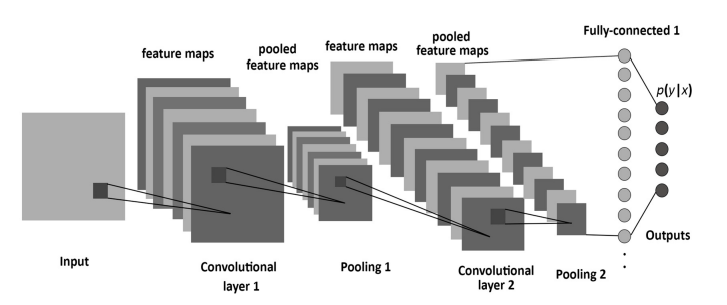 feature maps
pooled
feature maps
feature maps
pooled
feature maps
Fully-connected 1
p(y|x)
Input
Convolutional
layer 1
Pooling 1
Convolutional
layer 2
Pooling 2
Outputs